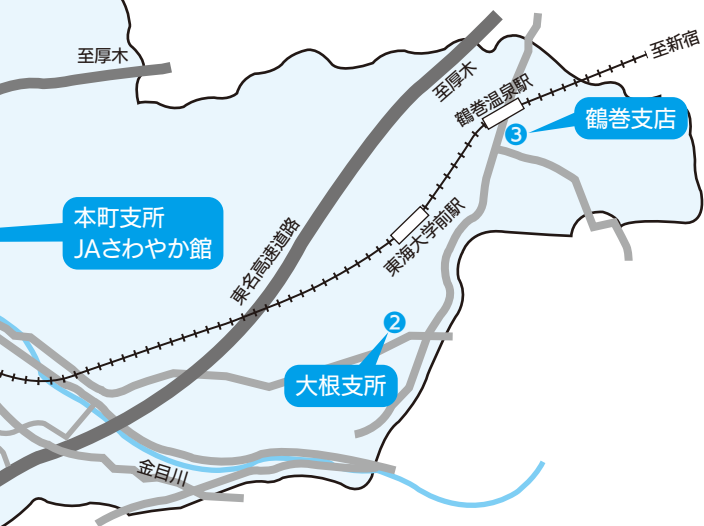 至厚木
至厚木
至新宿
鶴巻温泉駅
❸
鶴巻支店
本町支所
JAさわやか館
東名高速道路
東海大学前駅
❷
大根支所
金目川